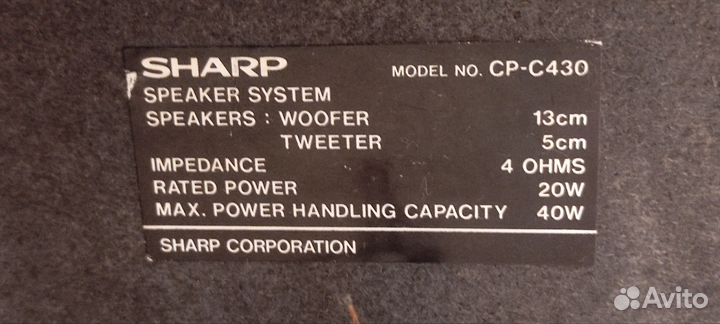 SHARP MODEL NO. CP-C430
SPEAKER SYSTEM
SPEAKERS : WOOFER 13cm
TWEETER 5cm
IMPEDANCE 4 OHMS
RATED POWER 20W
MAX. POWER HANDLING CAPACITY 40W
SHARP CORPORATION
Avito